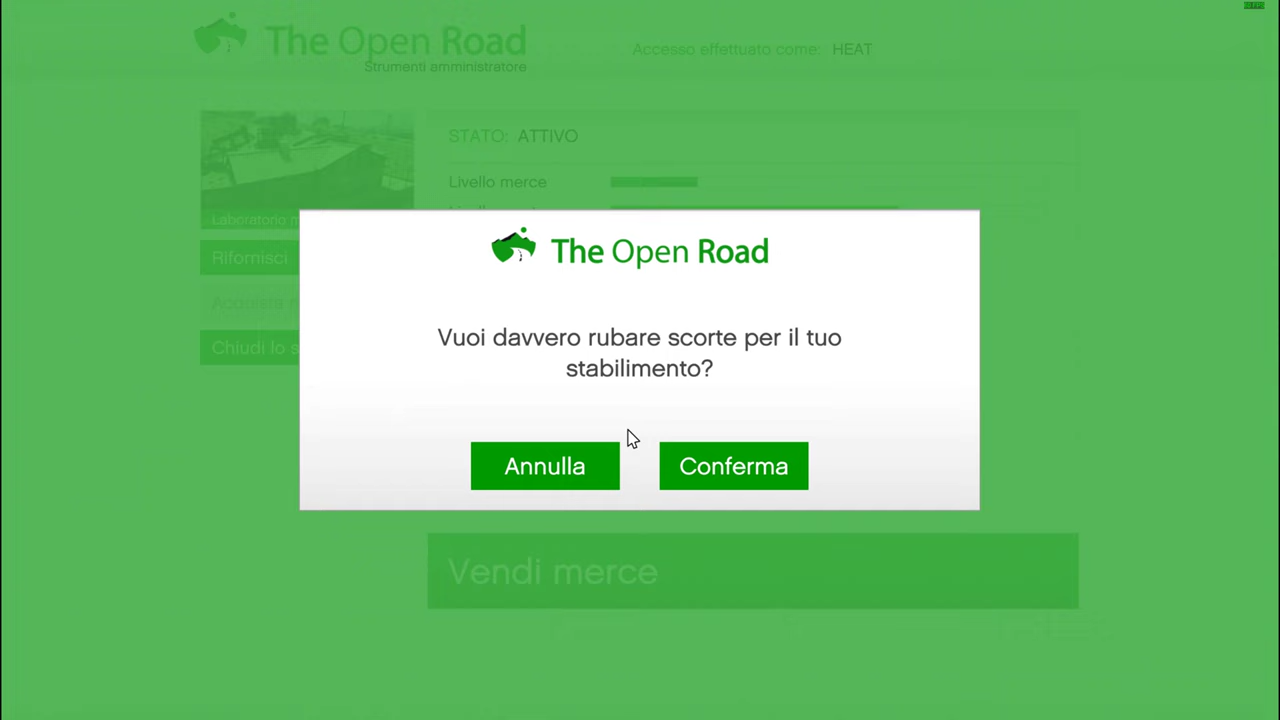 The Open Road
Strumenti amministratore
Accesso effettuato come: HEAT
STATO: ATTIVO
Livello merce
Laboratorio
Rifornisci
Chiudi lo
The Open Road
Vuoi davvero rubare scorte per il tuo
stabilimento?
Annulla
Conferma
Vendi merce